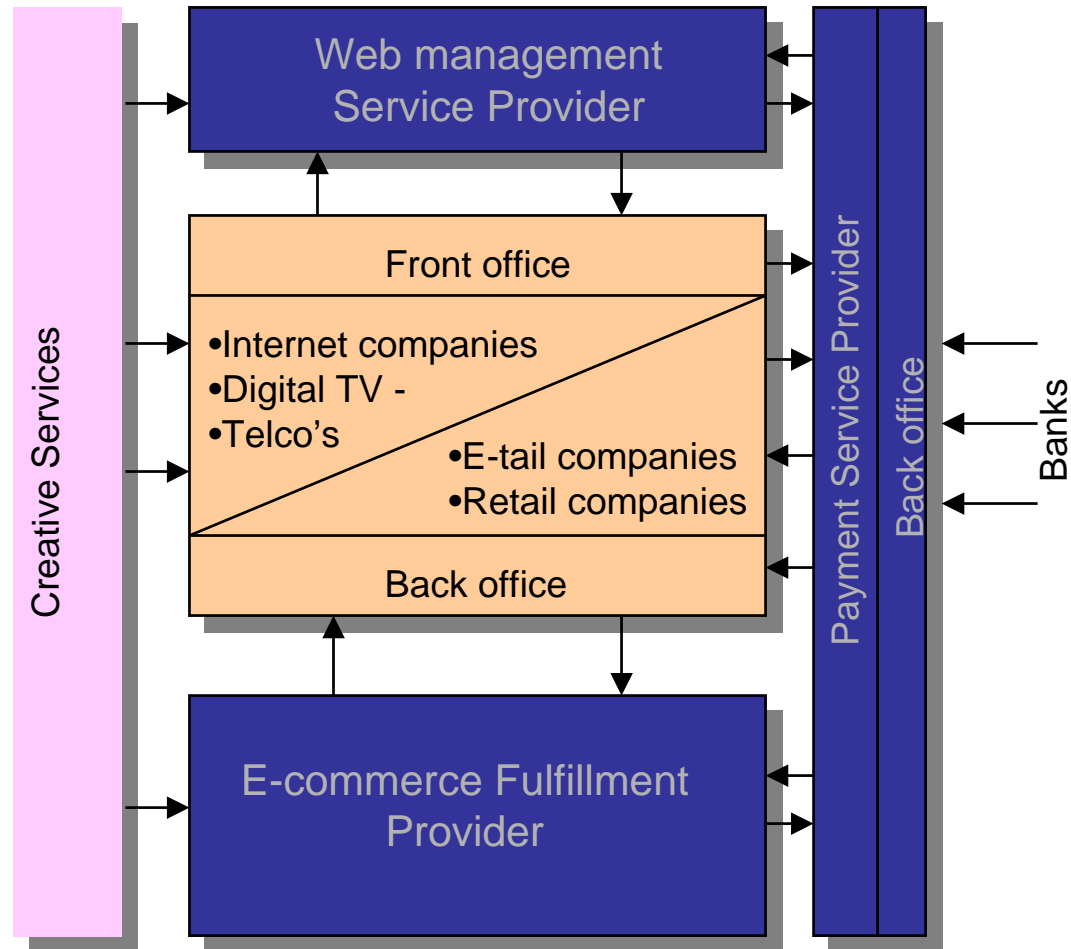 Web management
Service Provider
Creative Services
Front office
•Internet companies
•Digital TV -
•Telco's
•E-tail companies
•Retail companies
Back office
E-commerce Fulfillment
Provider
Payment Service Provider
Back office
Banks